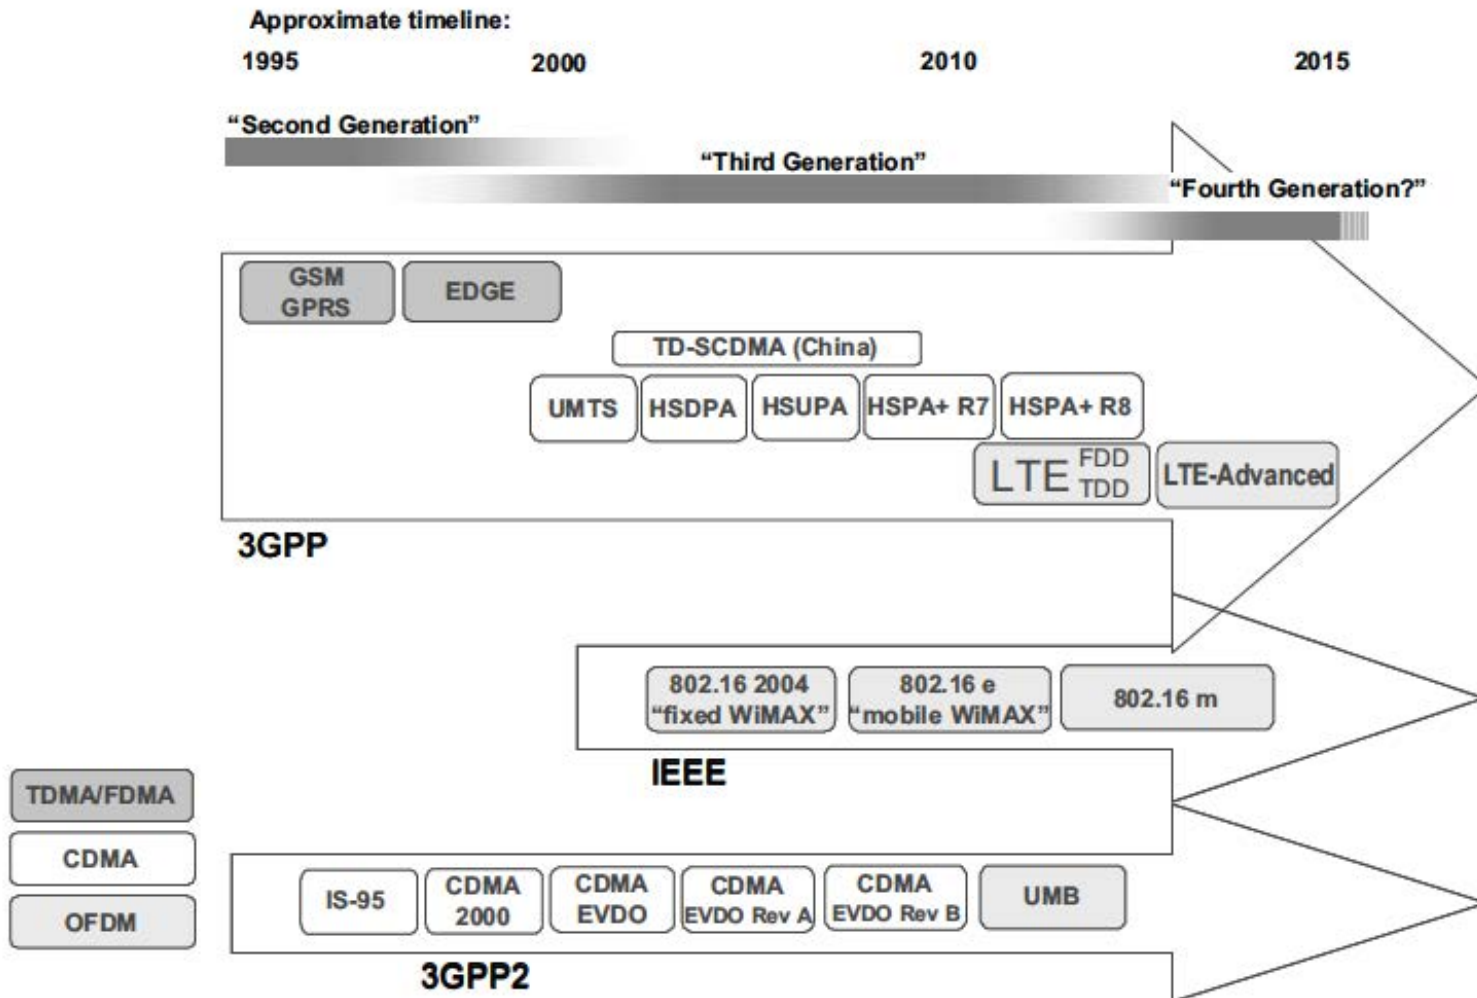 Approximate timeline:
1995 2000 2010 2015
“Second Generation”
“Third Generation”
“Fourth Generation?”
GSM
GPRS
EDGE
TD-SCDMA (China)
UMTS
HSDPA
HSUPA
HSPA+ R7
HSPA+ R8
LTE FDD
TDD
LTE-Advanced
3GPP
802.16 2004
“fixed WiMAX”
802.16 e
“mobile WiMAX”
802.16 m
IEEE
TDMA/FDMA
CDMA
OFDM
IS-95
CDMA
2000
CDMA
EVDO
CDMA
EVDO Rev A
CDMA
EVDO Rev B
UMB
3GPP2